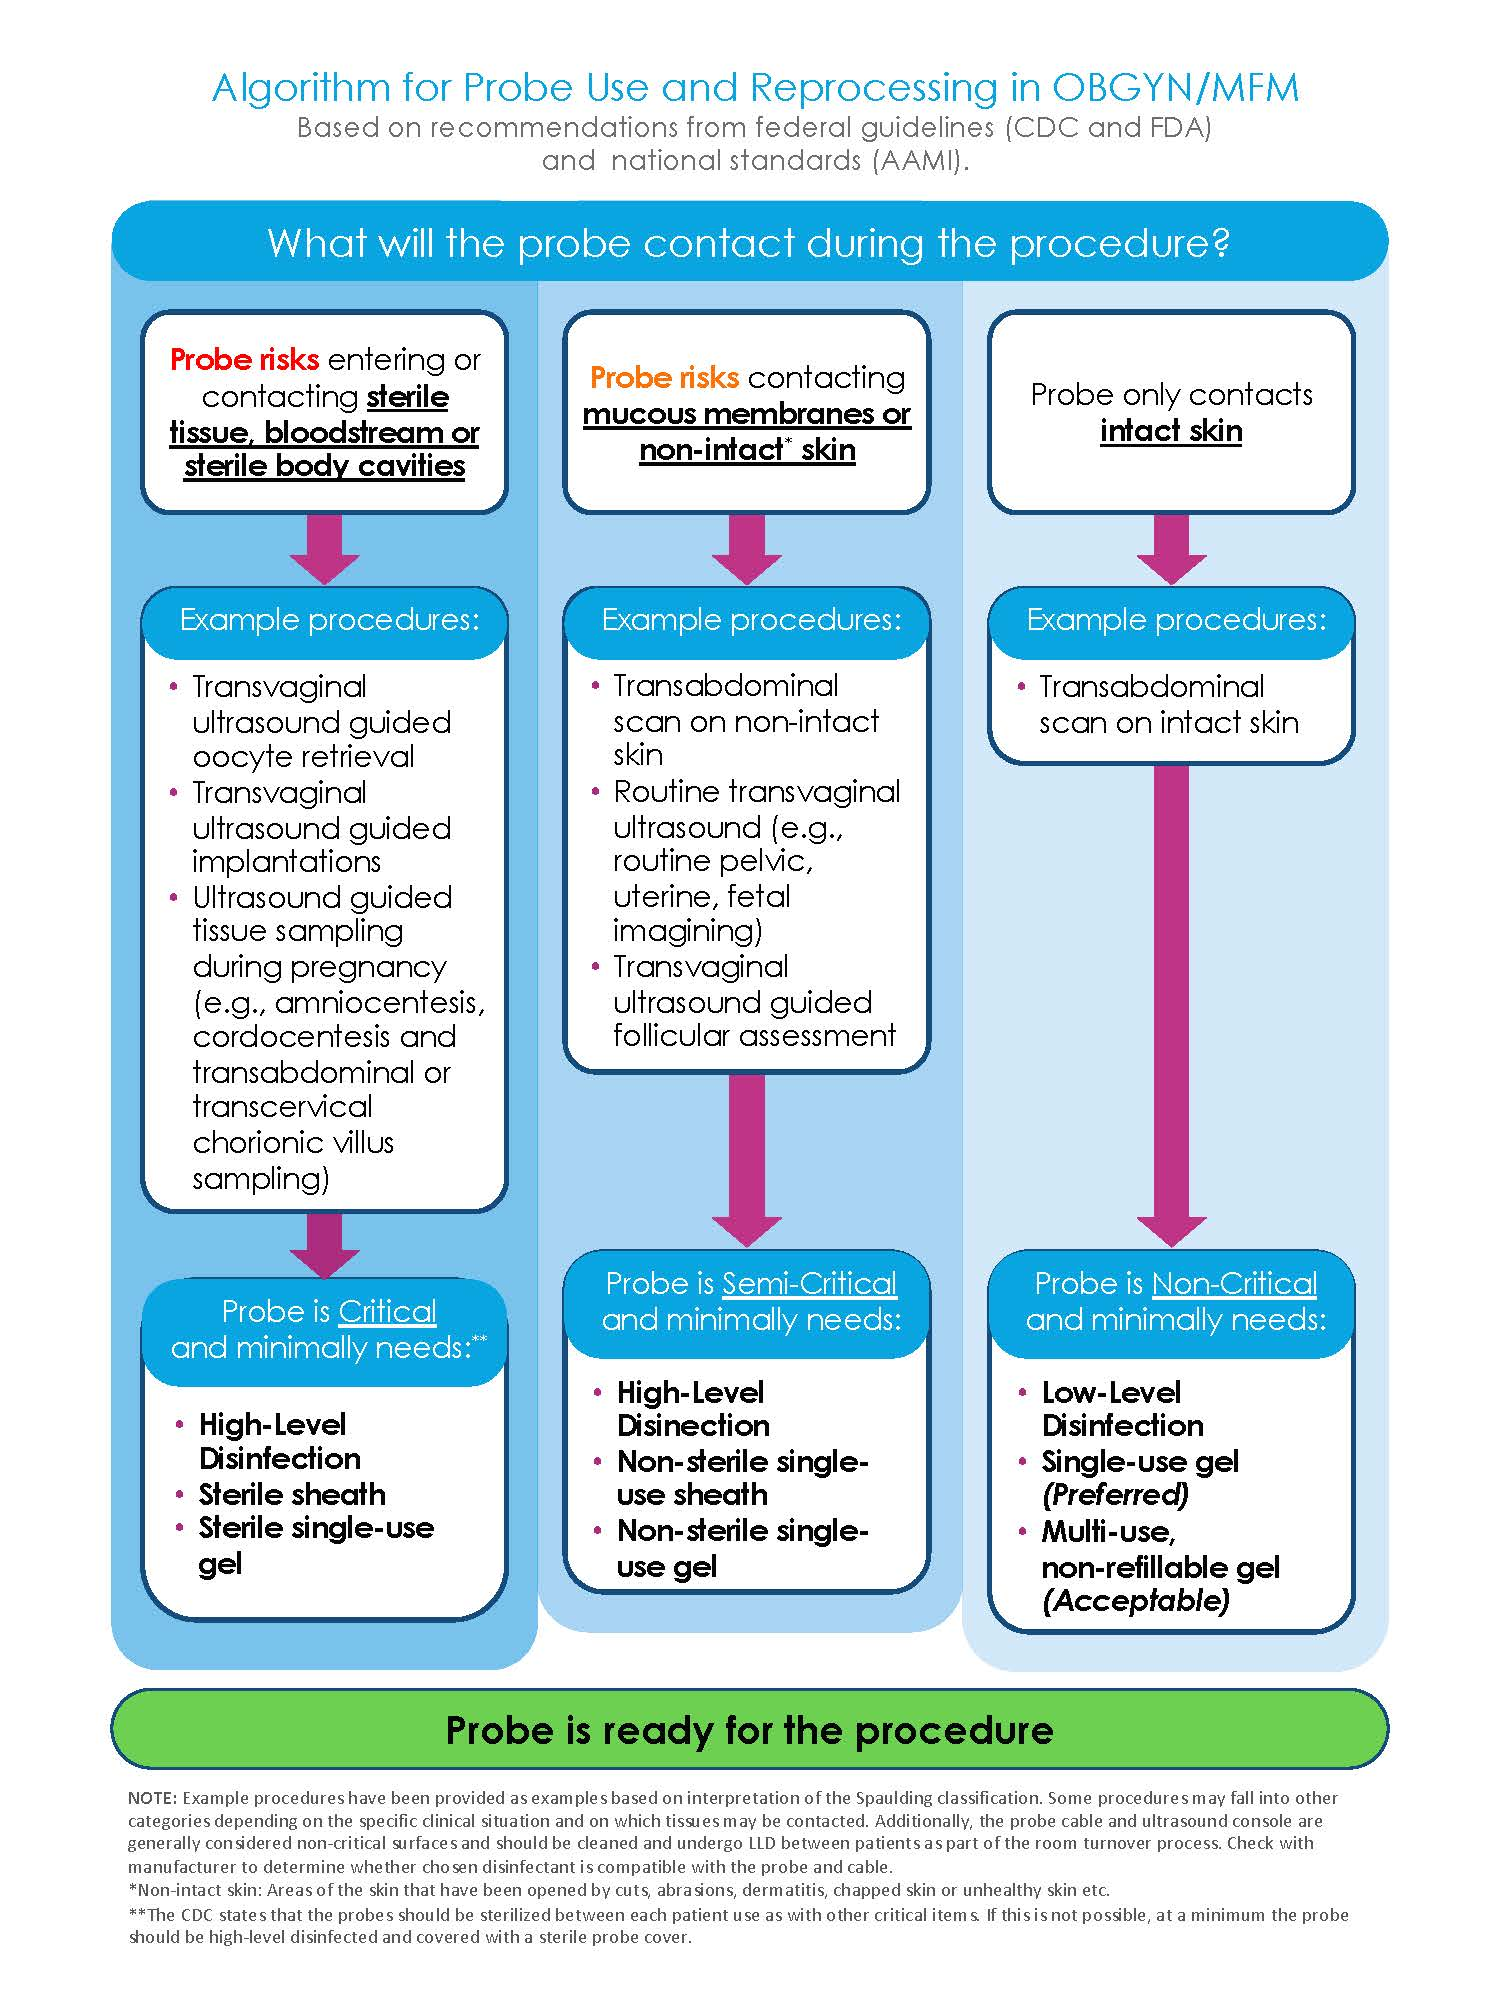 Algorithm for Probe Use and Reprocessing in OBGYN/MFM
Based on recommendations from federal guidelines (CDC and FDA)
and national standards (AAMI).
What will the probe contact during the procedure?
Probe risks entering or
contacting sterile
tissue, bloodstream or
sterile body cavities
Example procedures:
• Transvaginal
ultrasound guided
oocyte retrieval
• Transvaginal
ultrasound guided
implantations
• Ultrasound guided
tissue sampling
during pregnancy
(e.g., amniocentesis,
cordocentesis and
transabdominal or
transcervical
chorionic villus
sampling)
Probe is Critical
and minimally needs:**
• High-Level
Disinfection
• Sterile sheath
• Sterile single-use
gel
Probe risks contacting
mucous membranes or
non-intact* skin
Example procedures:
• Transabdominal
scan on non-intact
skin
• Routine transvaginal
ultrasound (e.g.,
routine pelvic,
uterine, fetal
imagining)
• Transvaginal
ultrasound guided
follicular assessment
Probe is Semi-Critical
and minimally needs:
• High-Level
Disinection
• Non-sterile single-
use sheath
• Non-sterile single-
use gel
Probe only contacts
intact skin
Example procedures:
• Transabdominal
scan on intact skin
Probe is Non-Critical
and minimally needs:
• Low-Level
Disinfection
• Single-use gel
(Preferred)
• Multi-use,
non-refillable gel
(Acceptable)
Probe is ready for the procedure
NOTE: Example procedures have been provided as examples based on interpretation of the Spaulding classification. Some procedures may fall into other
categories depending on the specific clinical situation and on which tissues may be contacted. Additionally, the probe cable and ultrasound console are
generally considered non-critical surfaces and should be cleaned and undergo LLD between patients as part of the room turnover process. Check with
manufacturer to determine whether chosen disinfectant is compatible with the probe and cable.
*Non-intact skin: Areas of the skin that have been opened by cuts, abrasions, dermatitis, chapped skin or unhealthy skin etc.
**The CDC states that the probes should be sterilized between each patient use as with other critical items. If this is not possible, at a minimum the probe
should be high-level disinfected and covered with a sterile probe cover.